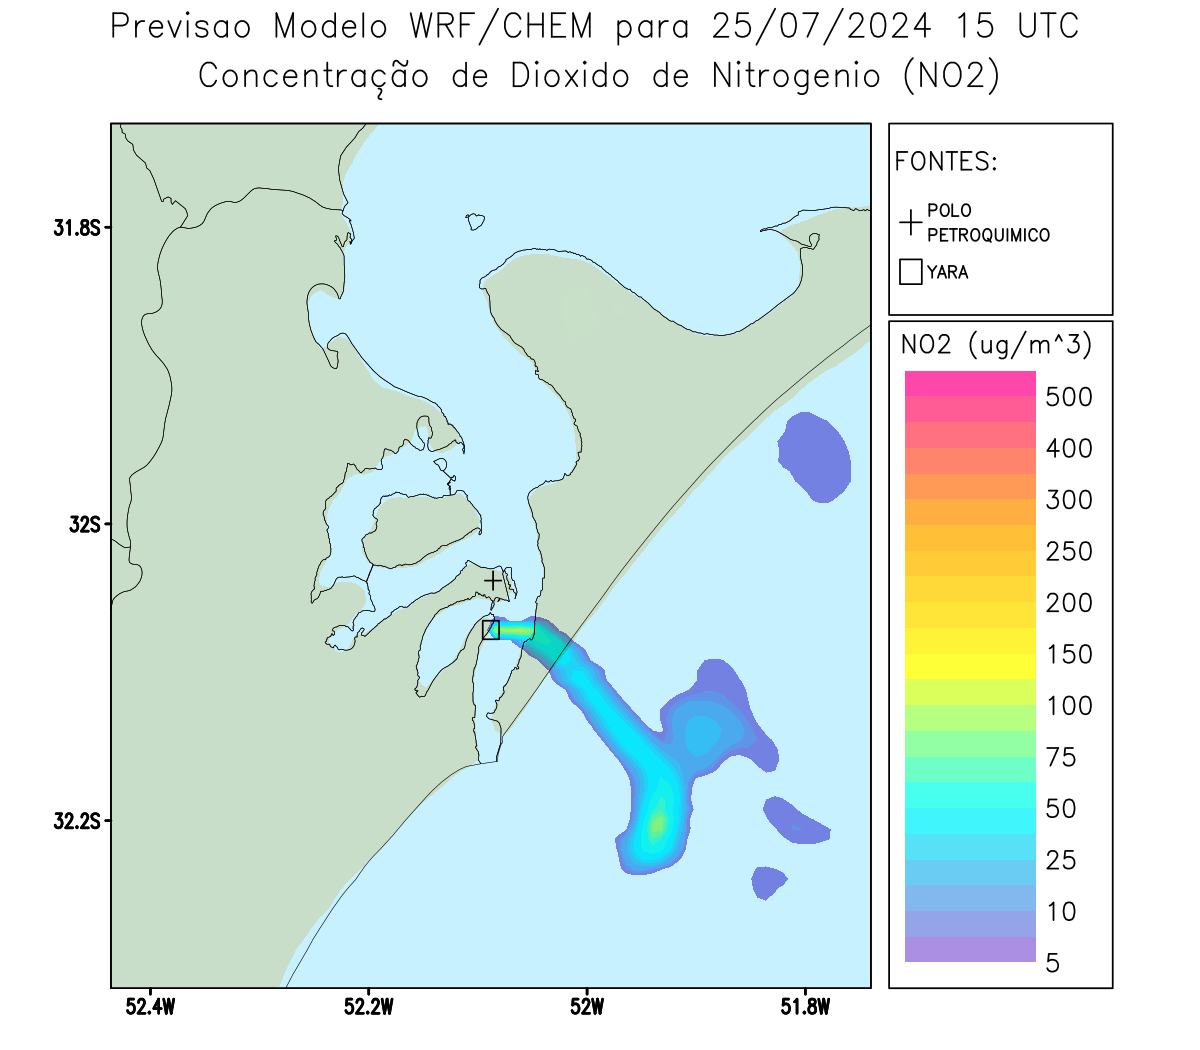 Previsao Modelo WRF/CHEM para 25/07/2024 15 UTC
Concentração de Dioxido de Nitrogenio (NO2)
FONTES:
POLO
PETROQUIMICO
YARA
31.8S
32S
32.2S
52.4W
52.2W
52W
51.8W
NO2 (ug/m^3)
500
400
300
250
200
150
100
75
50
25
10
5